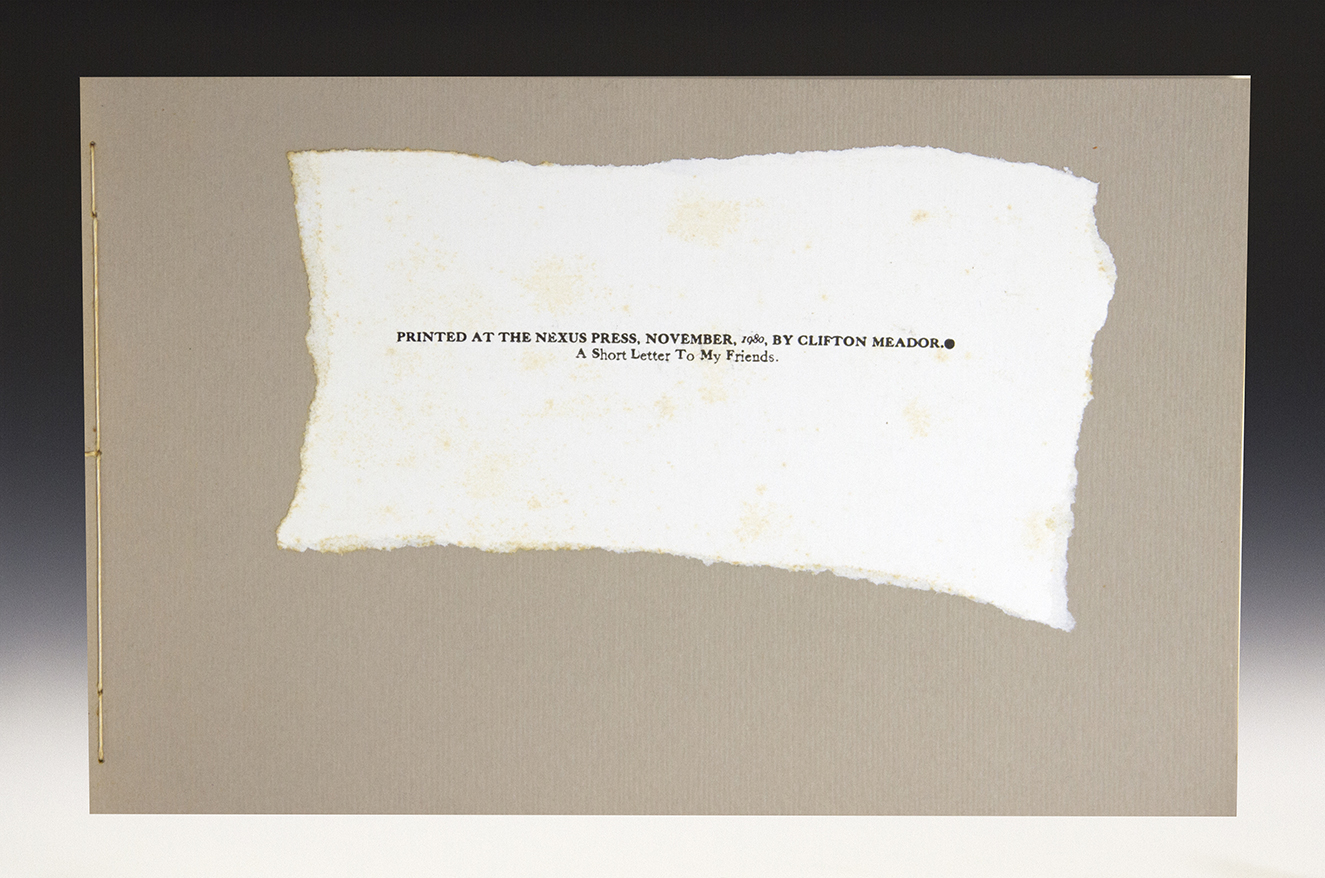 PRINTED AT THE NEXUS PRESS, NOVEMBER, 1980, BY CLIFTON MEADOR.●
A Short Letter To My Friends.